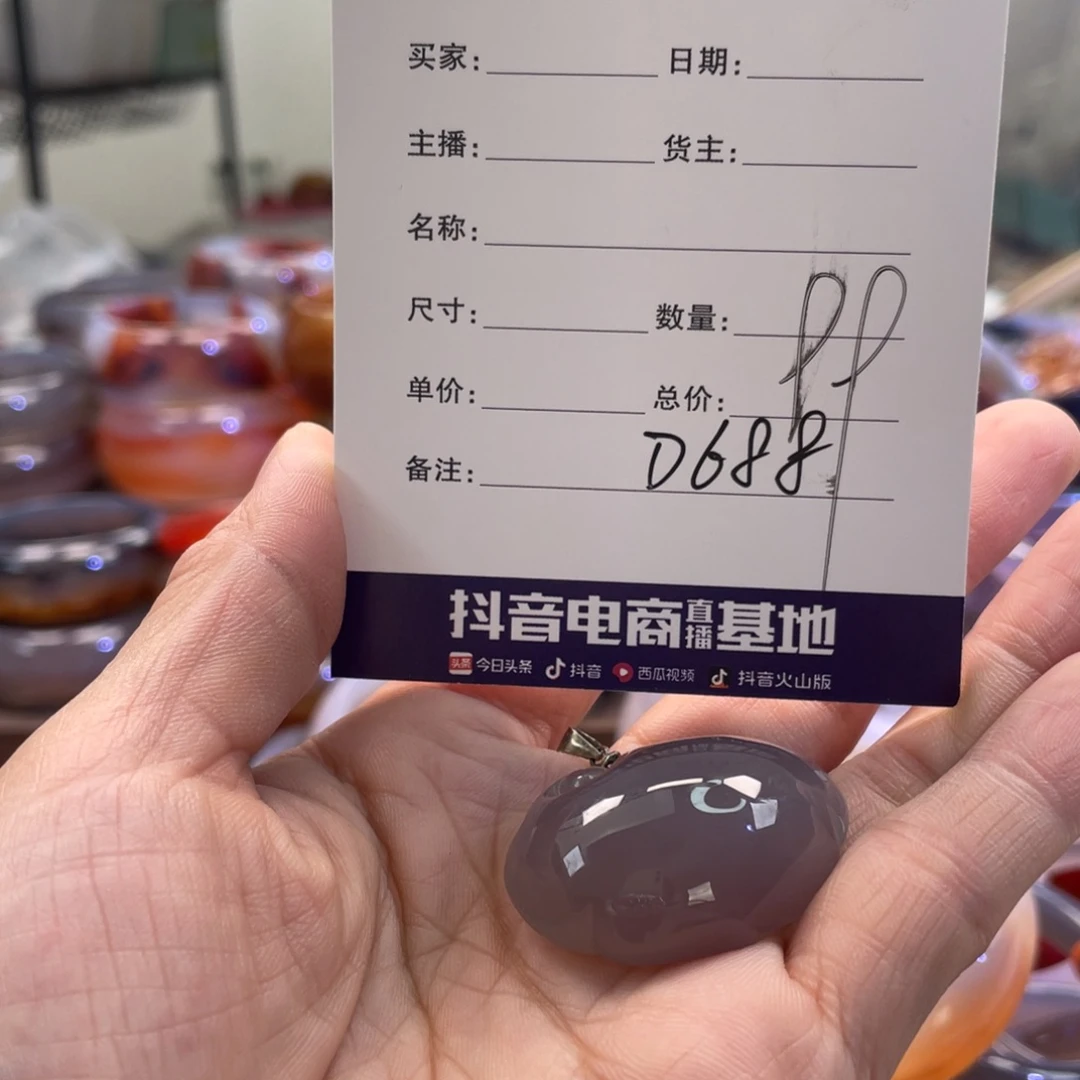 买家: 日期:
主播: 货主:
名称:
尺寸: 数量:
单价: 总价:
备注: D688
抖音电商直播基地
头条 今日头条 抖音 西瓜视频 抖音火山版